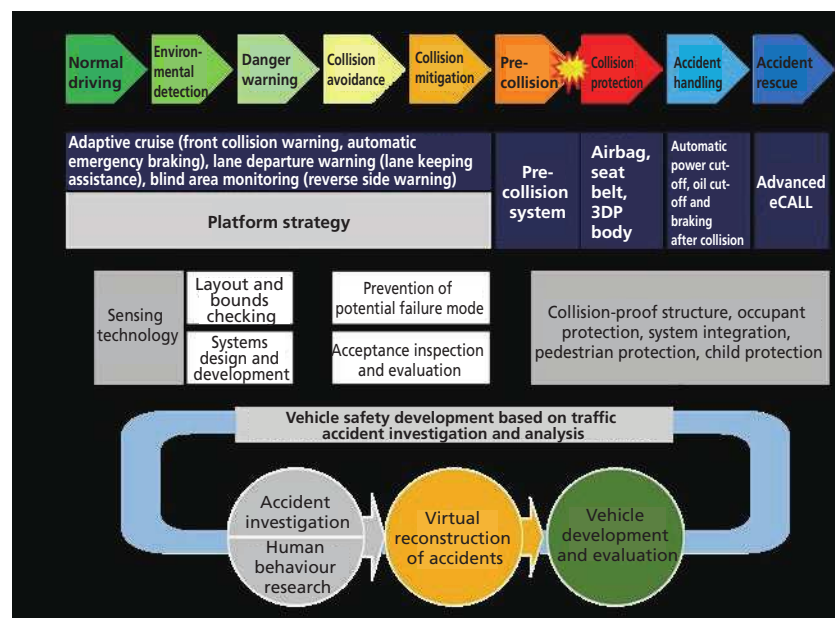 Normal
driving
Environ-
mental
detection
Danger
warning
Collision
avoidance
Collision
mitigation
Pre-
collision
Collision
protection
Accident
handling
Accident
rescue
Adaptive cruise (front collision warning, automatic
emergency braking), lane departure warning (lane keeping
assistance), blind area monitoring (reverse side warning)
Platform strategy
Pre-
collision
system
Airbag,
seat
belt,
3DP
body
Automatic
power cut-
off, oil cut-
off and
braking
after collision
Advanced
eCALL
Sensing
technology
Layout and
bounds
checking
Systems
design and
development
Prevention of
potential failure mode
Acceptance inspection
and evaluation
Collision-proof structure, occupant
protection, system integration,
pedestrian protection, child protection
Vehicle safety development based on traffic
accident investigation and analysis
Accident
investigation
Human
behaviour
research
Virtual
reconstruction
of accidents
Vehicle
development
and evaluation